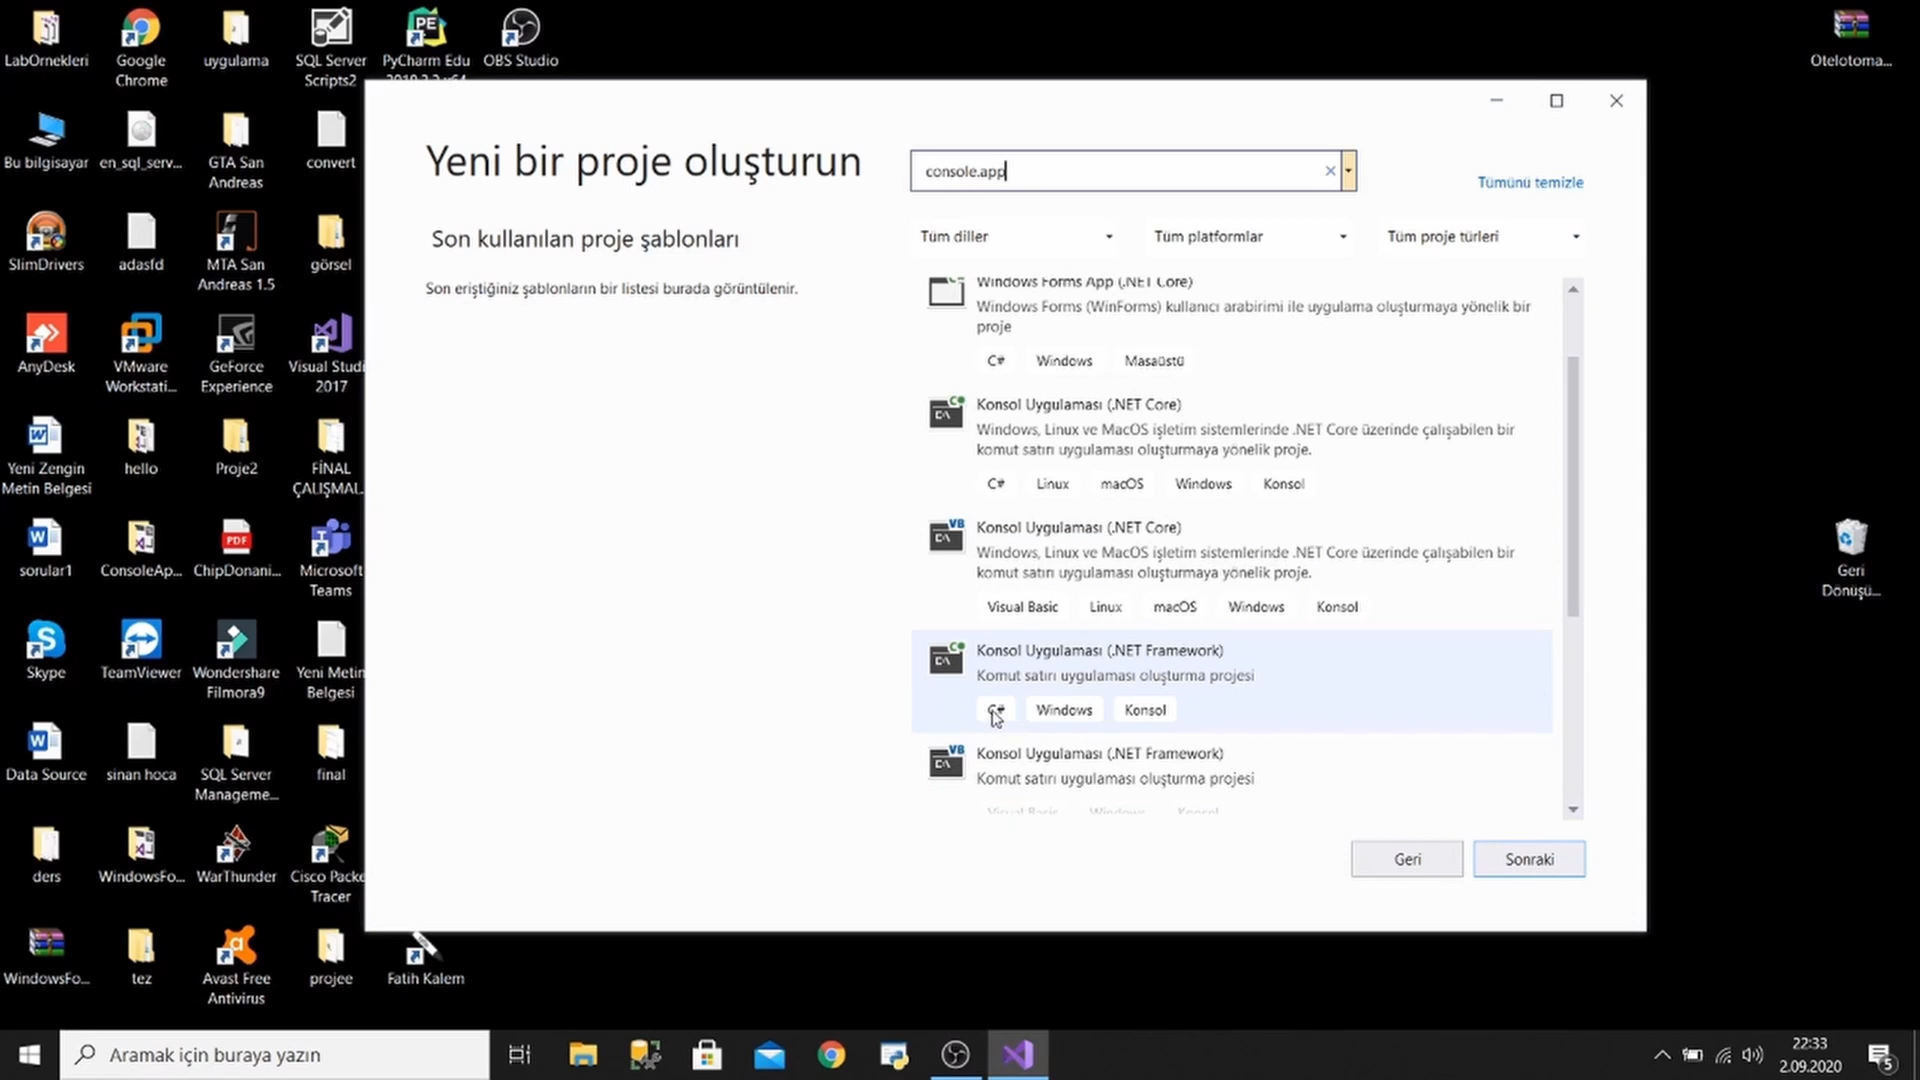 LabOrnekleri
Google
Chrome
uygulama
SQL Server
Scripts2
PyCharm Edu
OBS Studio
Otelotoma...
Bu bilgisayar
en_sql_serv...
GTA San
Andreas
convert
SlimDrivers
adasfd
MTA San
Andreas 1.5
görsel
AnyDesk
VMware
Workstati...
GeForce
Experience
Visual Studi
2017
Yeni Zengin
Metin Belgesi
hello
Proje2
FİNAL
ÇALIŞMAL.
sorular1
ConsoleAp...
ChipDonani...
Microsoft
Teams
Geri
Dönüşü...
Skype
TeamViewer
Wondershare
Filmora9
Yeni Metin
Belgesi
Data Source
sinan hoca
SQL Server
Manageme...
final
ders
WindowsFo...
WarThunder
Cisco Packe
Tracer
WindowsFo...
tez
Avast Free
Antivirus
projee
Fatih Kalem
Yeni bir proje oluşturun
console.app
Tümünü temizle
Son kullanılan proje şablonları
Son eriştiğiniz şablonların bir listesi burada görüntülenir.
Tüm diller
Tüm platformlar
Tüm proje türleri
Windows Forms App (.NET Core)
Windows Forms (WinForms) kullanıcı arabirimi ile uygulama oluşturmaya yönelik bir
proje
C# Windows Masaüstü
Konsol Uygulaması (.NET Core)
Windows, Linux ve MacOS işletim sistemlerinde .NET Core üzerinde çalışabilen bir
komut satırı uygulaması oluşturmaya yönelik proje.
C# Linux macOS Windows Konsol
Konsol Uygulaması (.NET Core)
Windows, Linux ve MacOS işletim sistemlerinde .NET Core üzerinde çalışabilen bir
komut satırı uygulaması oluşturmaya yönelik proje.
Visual Basic Linux macOS Windows Konsol
Konsol Uygulaması (.NET Framework)
Komut satırı uygulaması oluşturma projesi
C# Windows Konsol
Konsol Uygulaması (.NET Framework)
Komut satırı uygulaması oluşturma projesi
Visual Basic Windows Konsol
Geri
Sonraki
Aramak için buraya yazın
22:33
2.09.2020
5